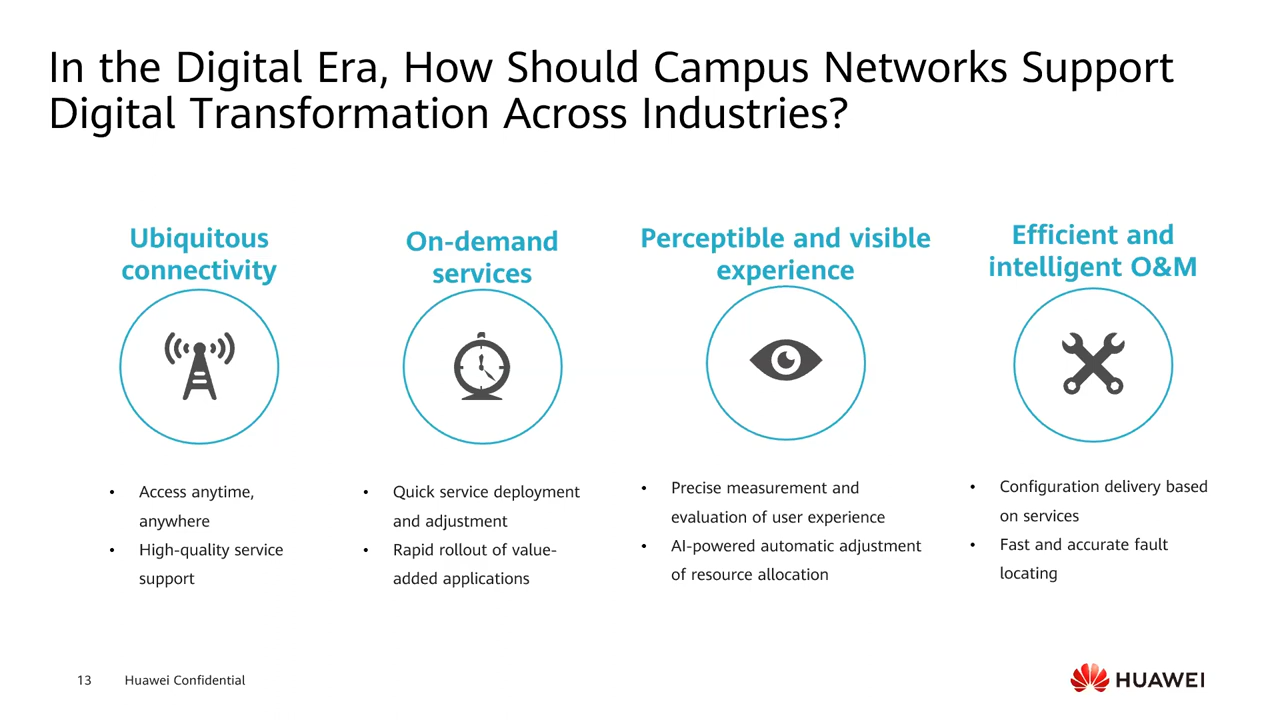 In the Digital Era, How Should Campus Networks Support
Digital Transformation Across Industries?
Ubiquitous
connectivity
• Access anytime,
anywhere
• High-quality service
support
On-demand
services
• Quick service deployment
and adjustment
• Rapid rollout of value-
added applications
Perceptible and visible
experience
• Precise measurement and
evaluation of user experience
• AI-powered automatic adjustment
of resource allocation
Efficient and
intelligent O&M
• Configuration delivery based
on services
• Fast and accurate fault
locating
13 Huawei Confidential
HUAWEI